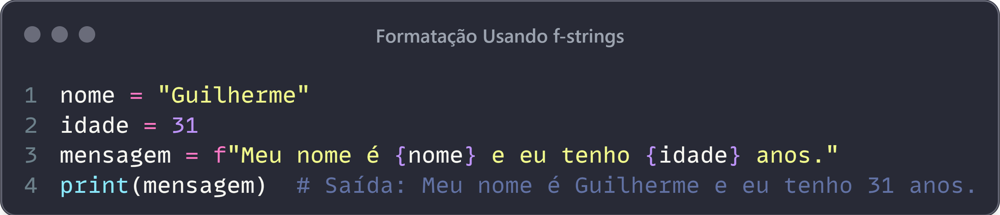 Formatação Usando f-strings
1 nome = "Guilherme"
2 idade = 31
3 mensagem = f"Meu nome é {nome} e eu tenho {idade} anos."
4 print(mensagem)  # Saída: Meu nome é Guilherme e eu tenho 31 anos.